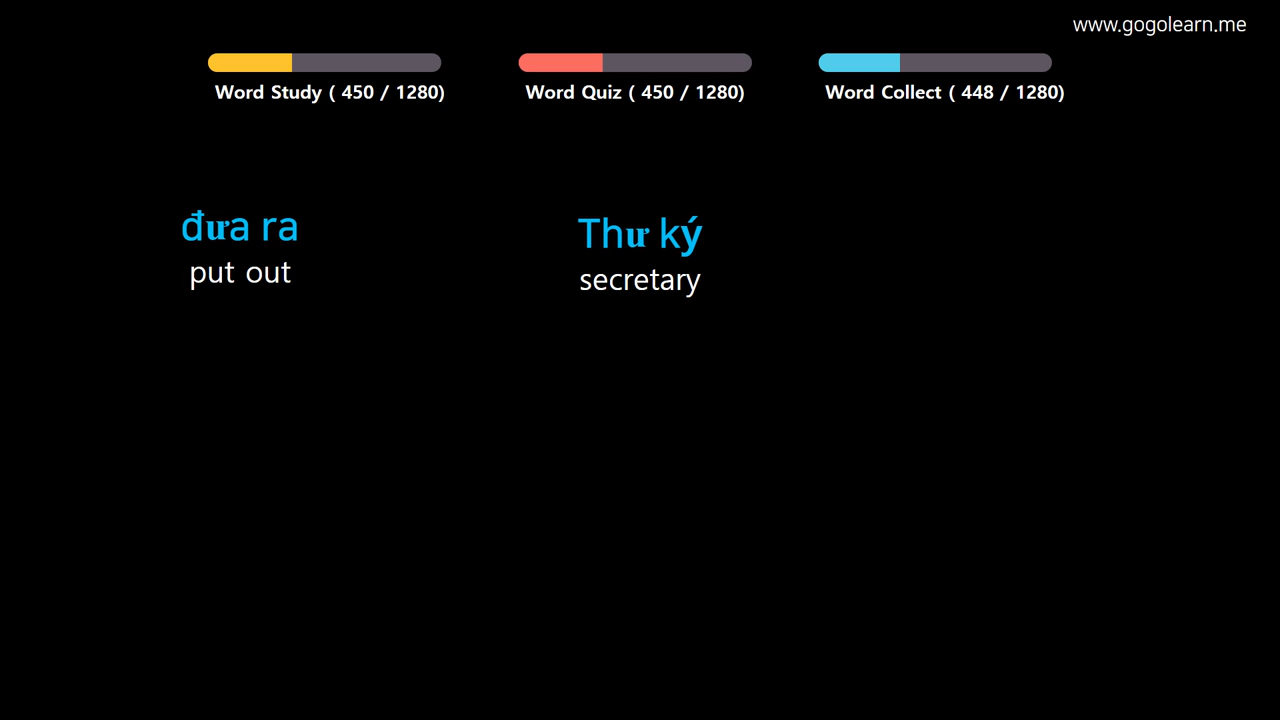 www.gogolearn.me
Word Study ( 450 / 1280)
Word Quiz ( 450 / 1280)
Word Collect ( 448 / 1280)
đưa ra
put out
Thư ký
secretary